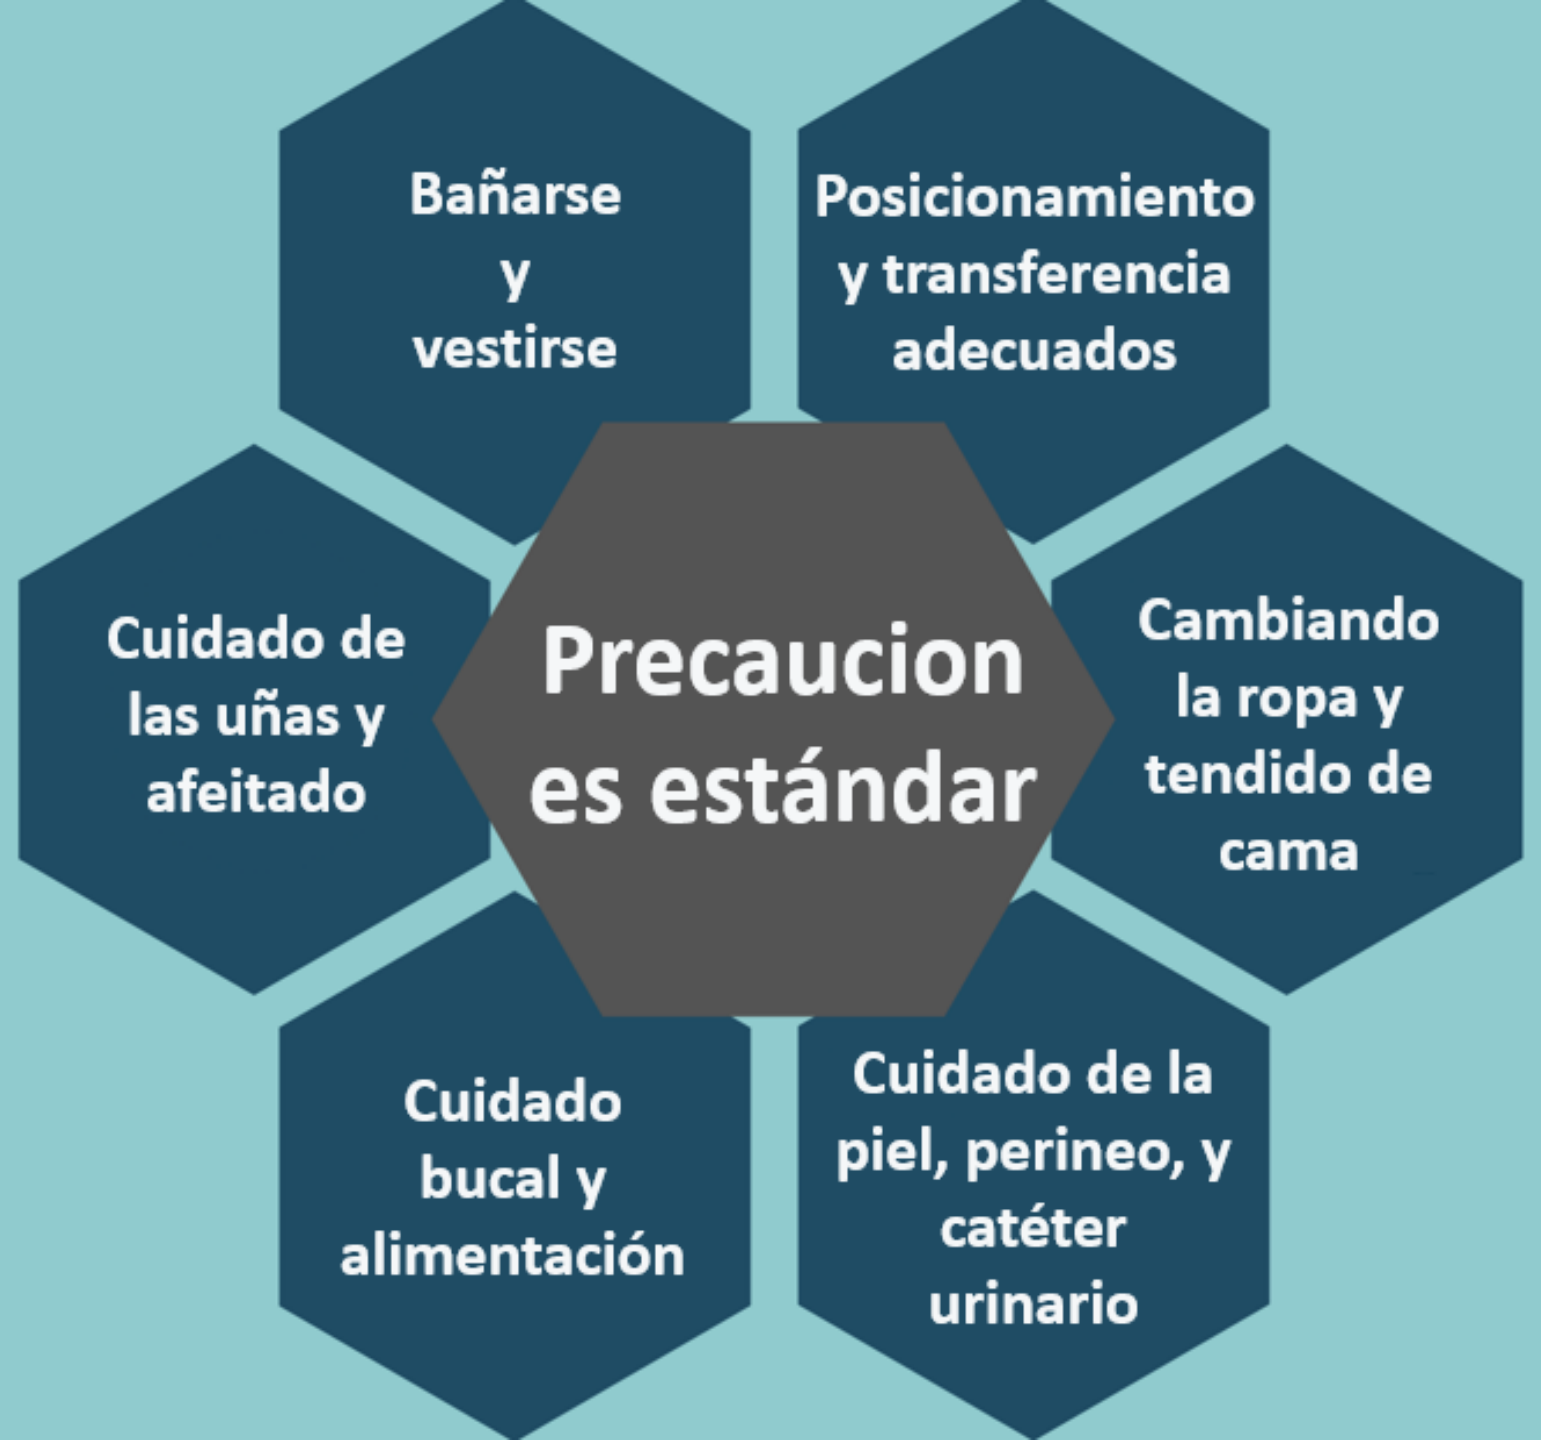 Bañarse
y
vestirse
Posicionamiento
y transferencia
adecuados
Cuidado de
las uñas y
afeitado
Precaucion
es estándar
Cambiando
la ropa y
tendido de
cama
Cuidado
bucal y
alimentación
Cuidado de la
piel, perineo, y
catéter
urinario